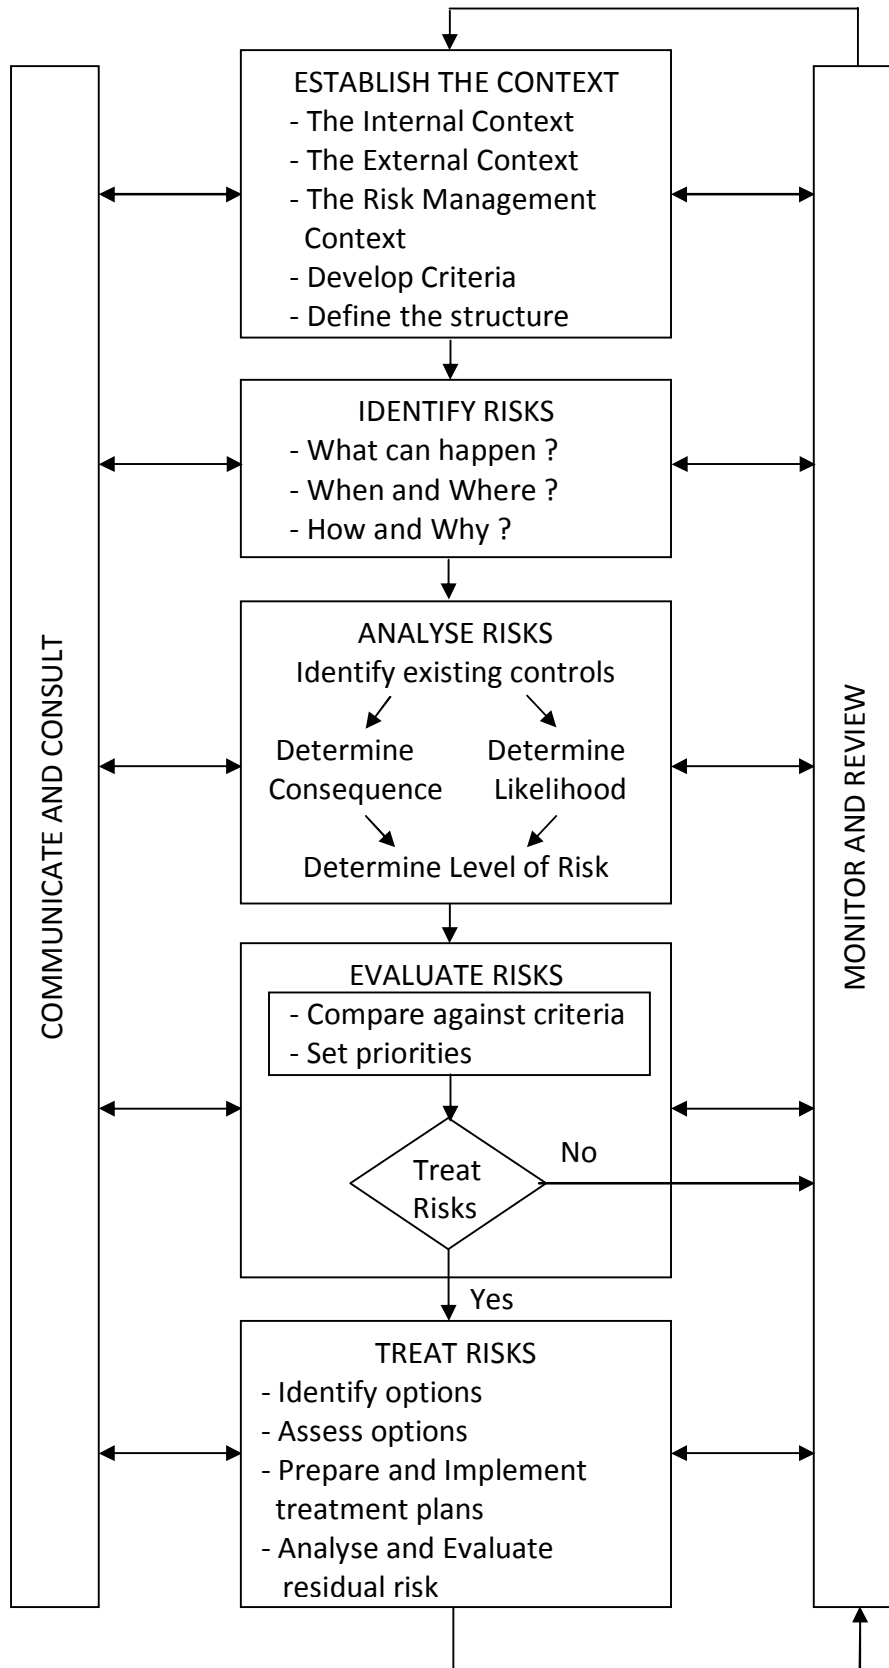 ESTABLISH THE CONTEXT
- The Internal Context
- The External Context
- The Risk Management
Context
- Develop Criteria
- Define the structure
IDENTIFY RISKS
- What can happen ?
- When and Where ?
- How and Why ?
ANALYSE RISKS
Identify existing controls
Determine
Consequence
Determine
Likelihood
Determine Level of Risk
EVALUATE RISKS
- Compare against criteria
- Set priorities
Treat
Risks
No
Yes
TREAT RISKS
- Identify options
- Assess options
- Prepare and Implement
treatment plans
- Analyse and Evaluate
residual risk
COMMUNICATE AND CONSULT
MONITOR AND REVIEW